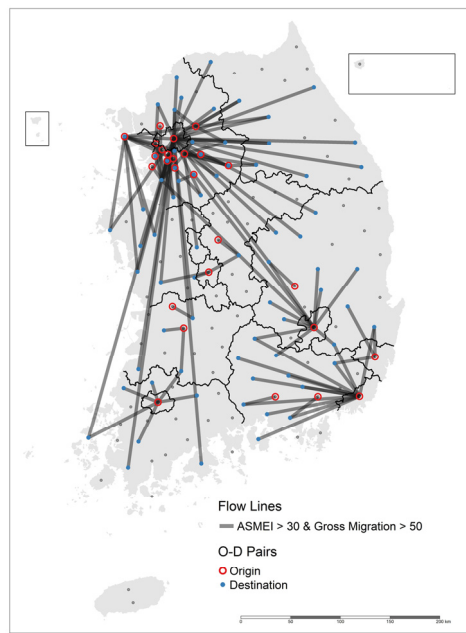 Flow Lines
ASMEI > 30 & Gross Migration > 50
O-D Pairs
Origin
Destination
0 50 100 150 200 km